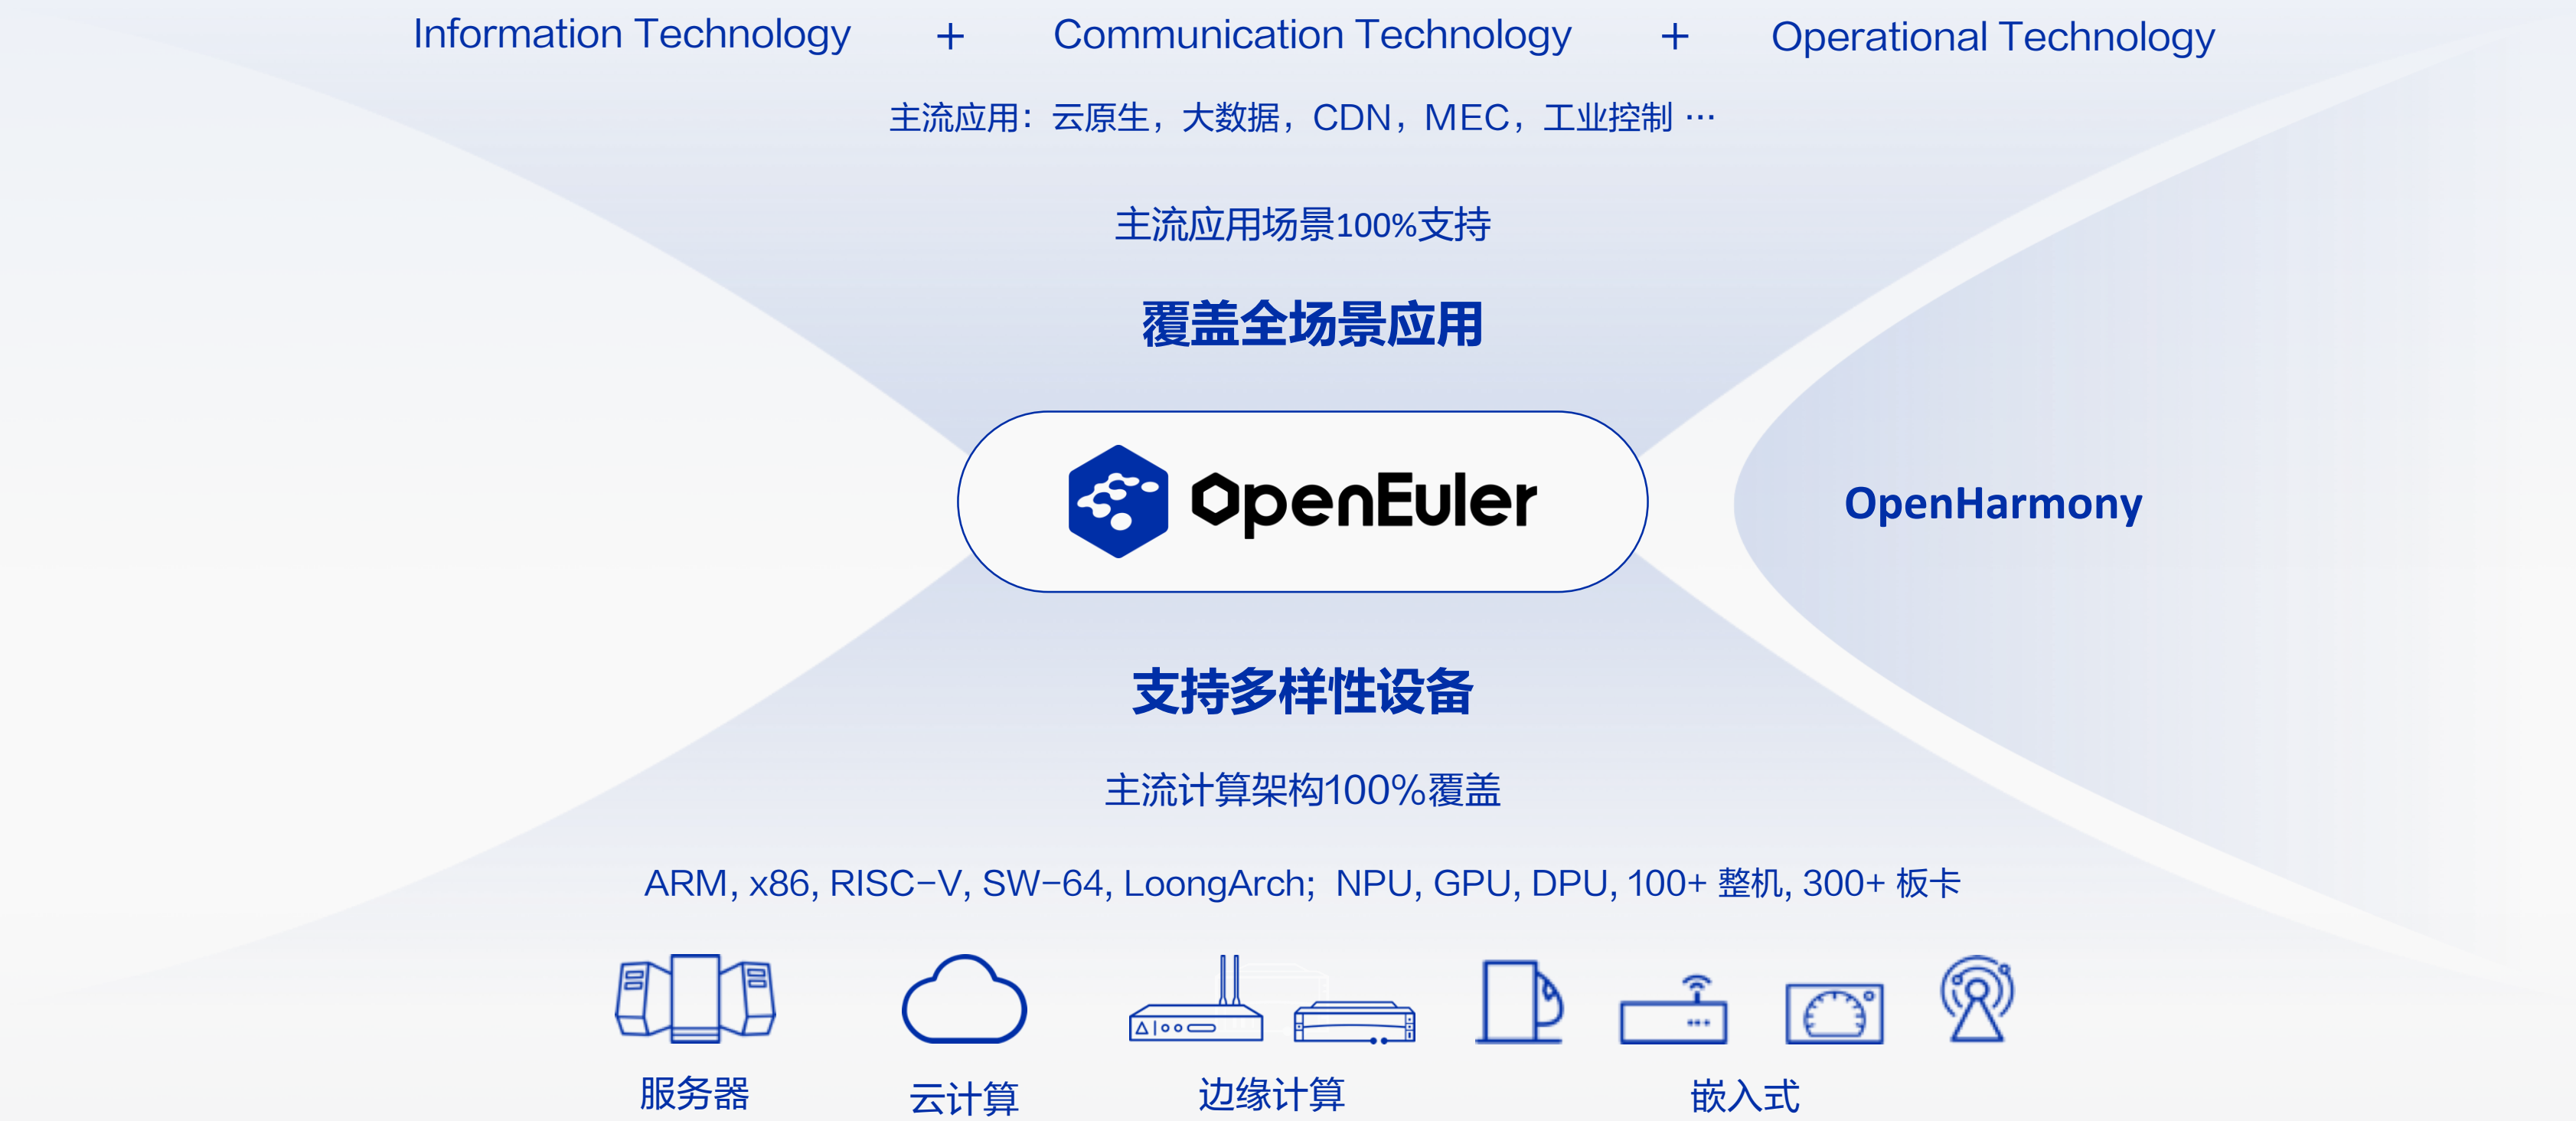 Information Technology + Communication Technology + Operational Technology
主流应用：云原生，大数据，CDN，MEC，工业控制 …
主流应用场景100%支持
覆盖全场景应用
OpenEuler
OpenHarmony
支持多样性设备
主流计算架构100%覆盖
ARM, x86, RISC-V, SW-64, LoongArch；NPU, GPU, DPU, 100+ 整机, 300+ 板卡
服务器 云计算 边缘计算 嵌入式